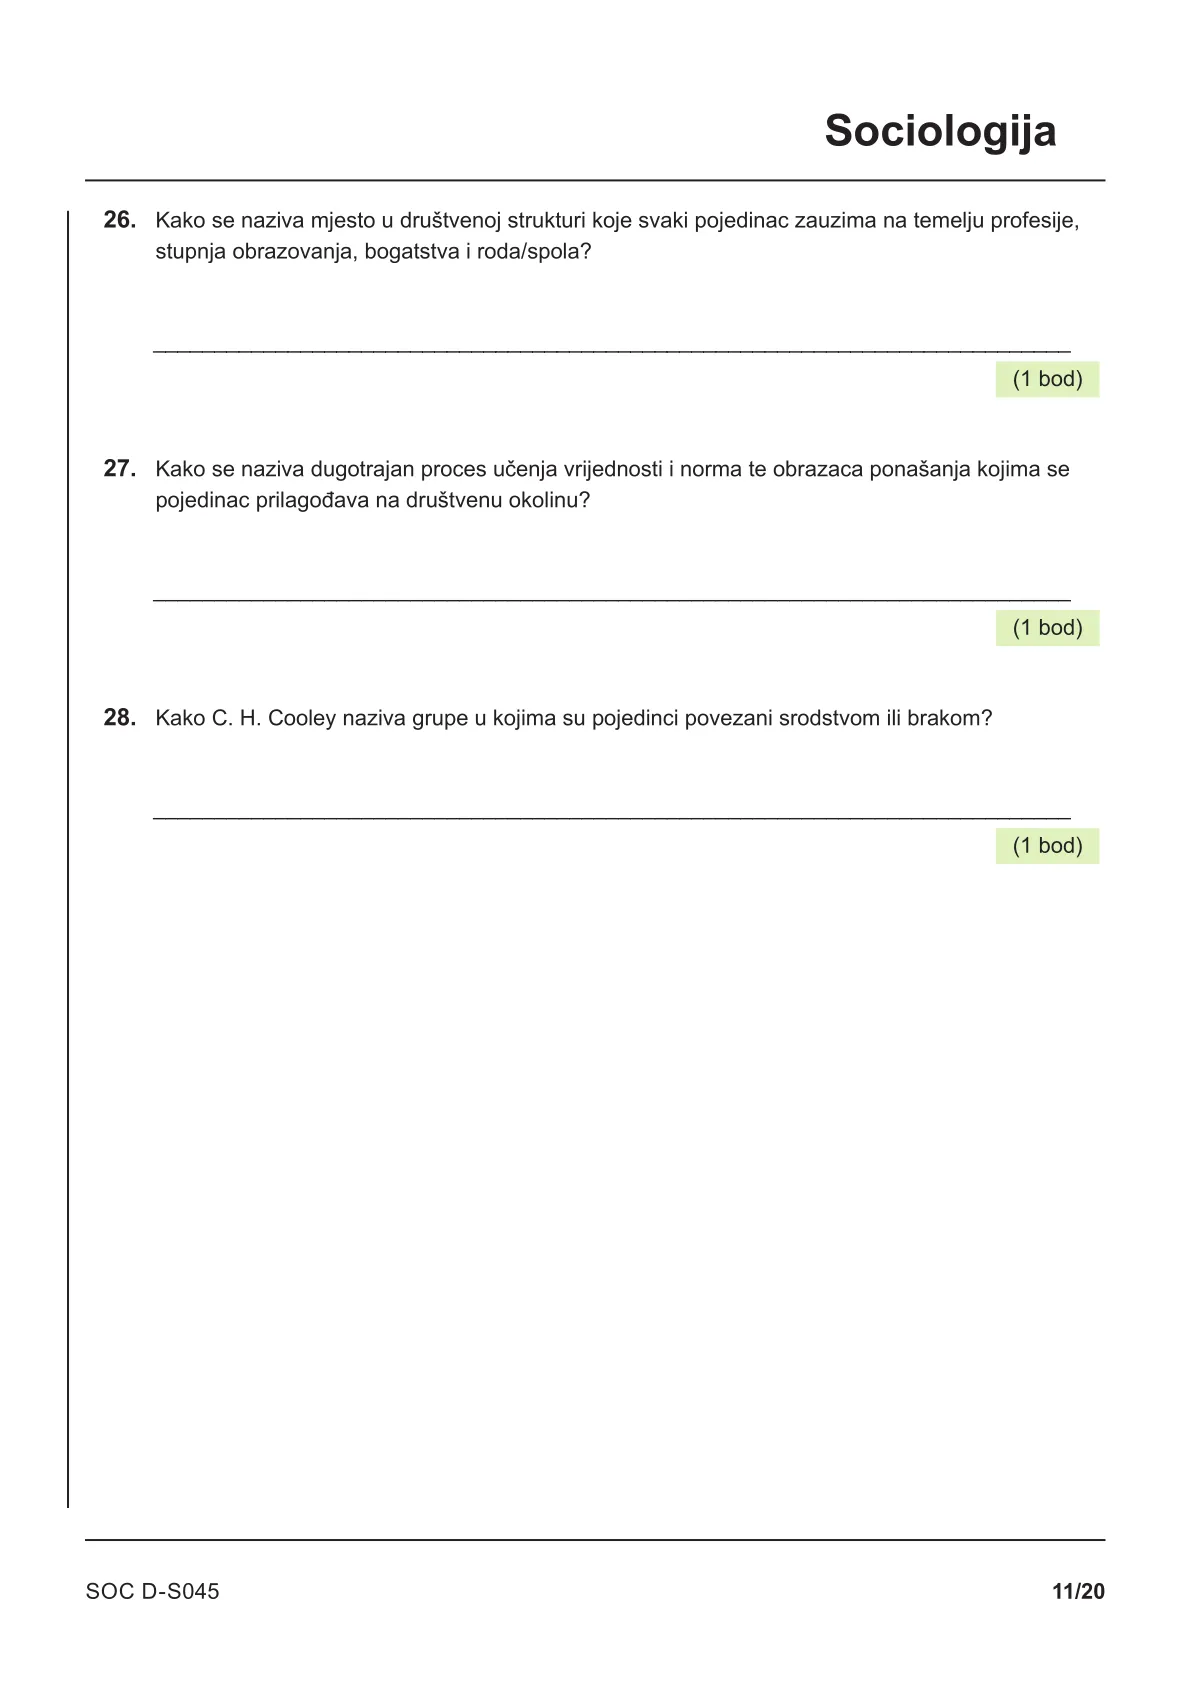 Sociologija
26. Kako se naziva mjesto u društvenoj strukturi koje svaki pojedinac zauzima na temelju profesije,
stupnja obrazovanja, bogatstva i roda/spola?
(1 bod)
27. Kako se naziva dugotrajan proces učenja vrijednosti i norma te obrazaca ponašanja kojima se
pojedinac prilagođava na društvenu okolinu?
(1 bod)
28. Kako C. H. Cooley naziva grupe u kojima su pojedinci povezani srodstvom ili brakom?
(1 bod)
SOC D-S045
11/20